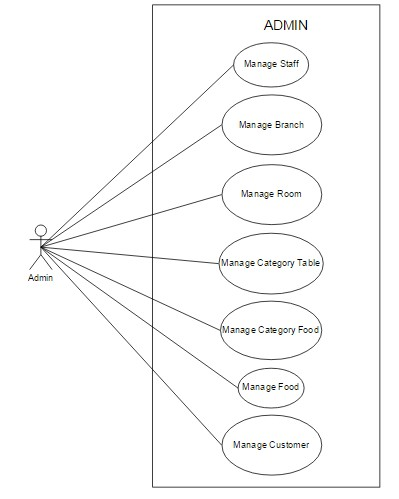 ADMIN
Manage Staff
Manage Branch
Manage Room
Manage Category Table
Manage Category Food
Manage Food
Manage Customer
Admin